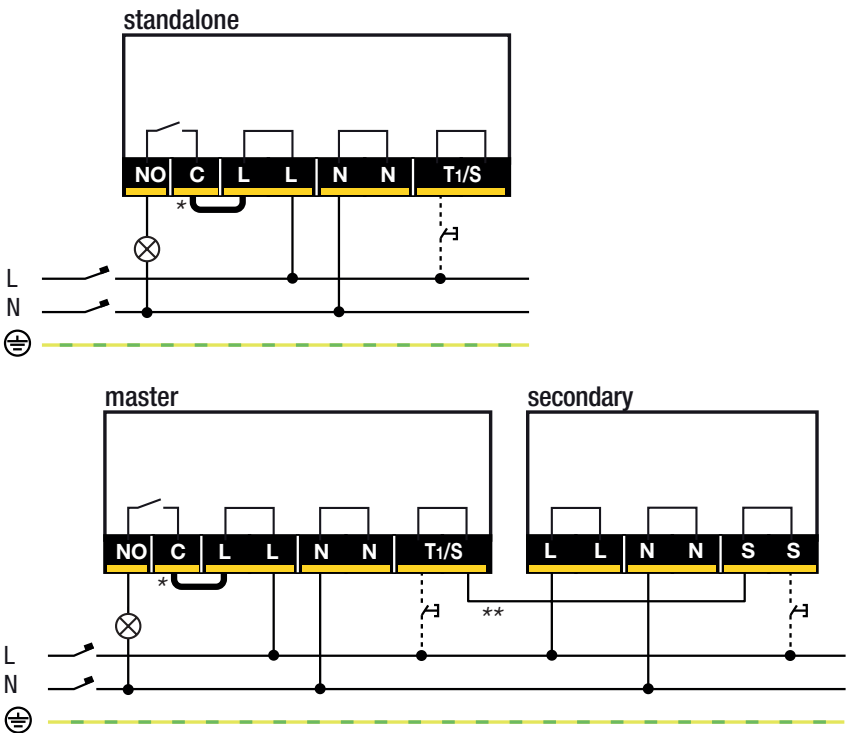 standalone
NO C L L N N T1/S
*
L
N
master secondary
NO C L L N N T1/S L L N N S S
* **
L
N